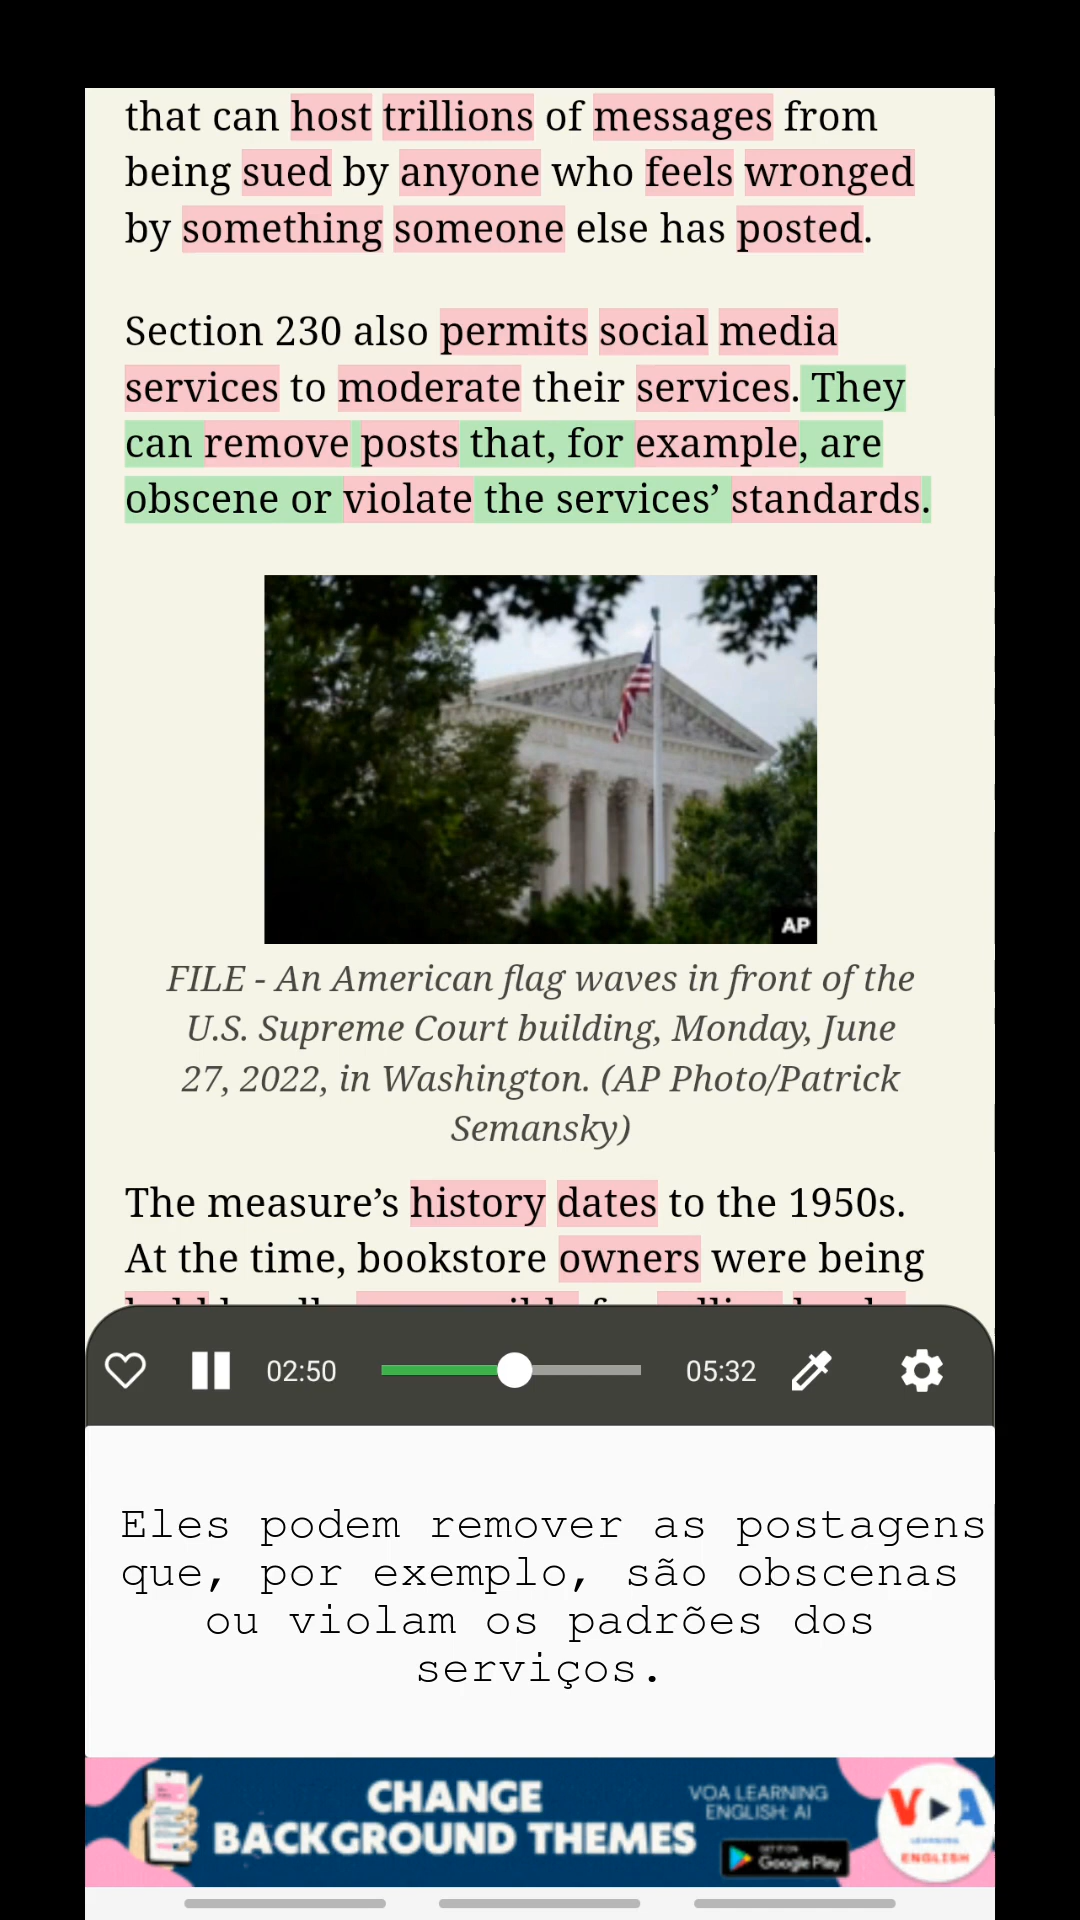 that can host trillions of messages from
being sued by anyone who feels wronged
by something someone else has posted.
Section 230 also permits social media
services to moderate their services. They
can remove posts that, for example, are
obscene or violate the services’ standards.
AP
FILE - An American flag waves in front of the
U.S. Supreme Court building, Monday, June
27, 2022, in Washington. (AP Photo/Patrick
Semansky)
The measure’s history dates to the 1950s.
At the time, bookstore owners were being
02:50
05:32
Eles podem remover as postagens
que, por exemplo, são obscenas
ou violam os padrões dos
serviços.
CHANGE
BACKGROUND THEMES
VOA LEARNING
ENGLISH: AI
GET IT ON
Google Play
VOA
LEARNING
ENGLISH